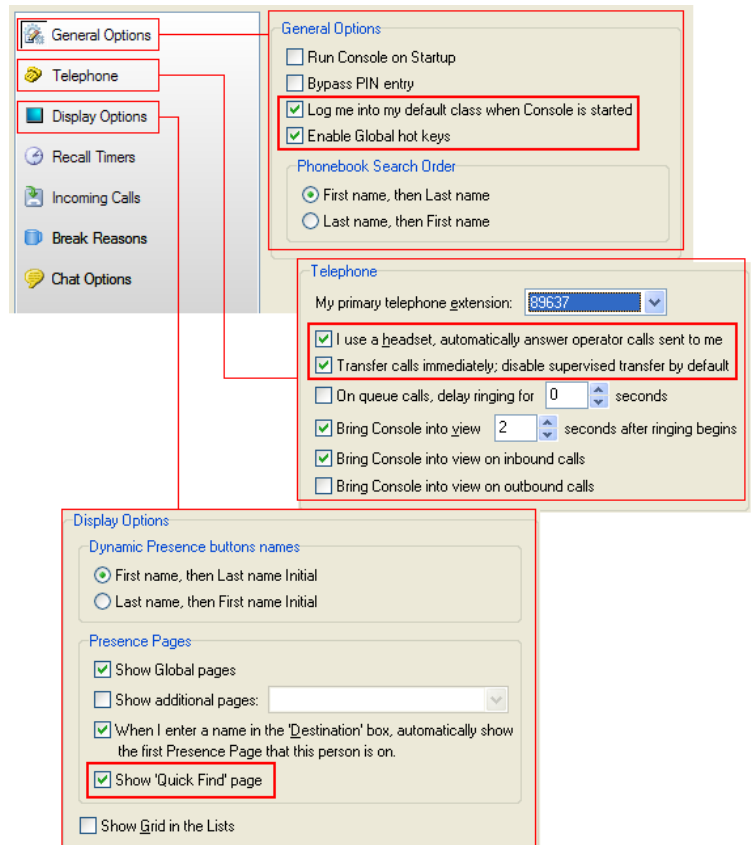 General Options
Telephone
Display Options
Recall Timers
Incoming Calls
Break Reasons
Chat Options
General Options
Run Console on Startup
Bypass PIN entry
Log me into my default class when Console is started
Enable Global hot keys
Phonebook Search Order
First name, then Last name
Last name, then First name
Telephone
My primary telephone extension: 89637
I use a headset, automatically answer operator calls sent to me
Transfer calls immediately; disable supervised transfer by default
On queue calls, delay ringing for 0 seconds
Bring Console into view 2 seconds after ringing begins
Bring Console into view on inbound calls
Bring Console into view on outbound calls
Display Options
Dynamic Presence buttons names
First name, then Last name Initial
Last name, then First name Initial
Presence Pages
Show Global pages
Show additional pages:
When I enter a name in the 'Destination' box, automatically show
the first Presence Page that this person is on.
Show 'Quick Find' page
Show Grid in the Lists